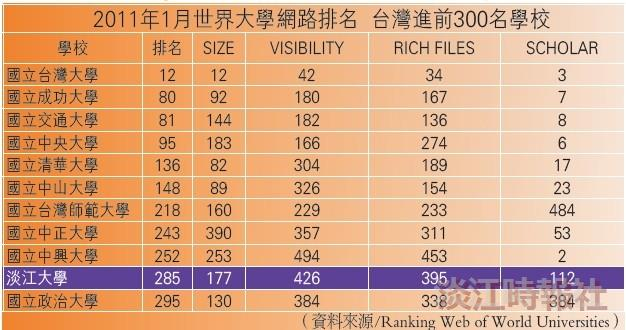 2011年1月世界大學網路排名 台灣進前300名學校
學校 排名 SIZE VISIBILITY RICH FILES SCHOLAR
國立台灣大學 12 12 42 34 3
國立成功大學 80 92 180 167 7
國立交通大學 81 144 182 136 8
國立中央大學 95 183 166 274 6
國立清華大學 136 82 304 189 17
國立中山大學 148 89 326 154 23
國立台灣師範大學 218 160 229 233 484
國立中正大學 243 390 357 311 53
國立中興大學 252 253 494 453 2
淡江大學 285 177 426 395 112
國立政治大學 295 130 384 338 384
淡江時報社
（資料來源/Ranking Web of World Universities）